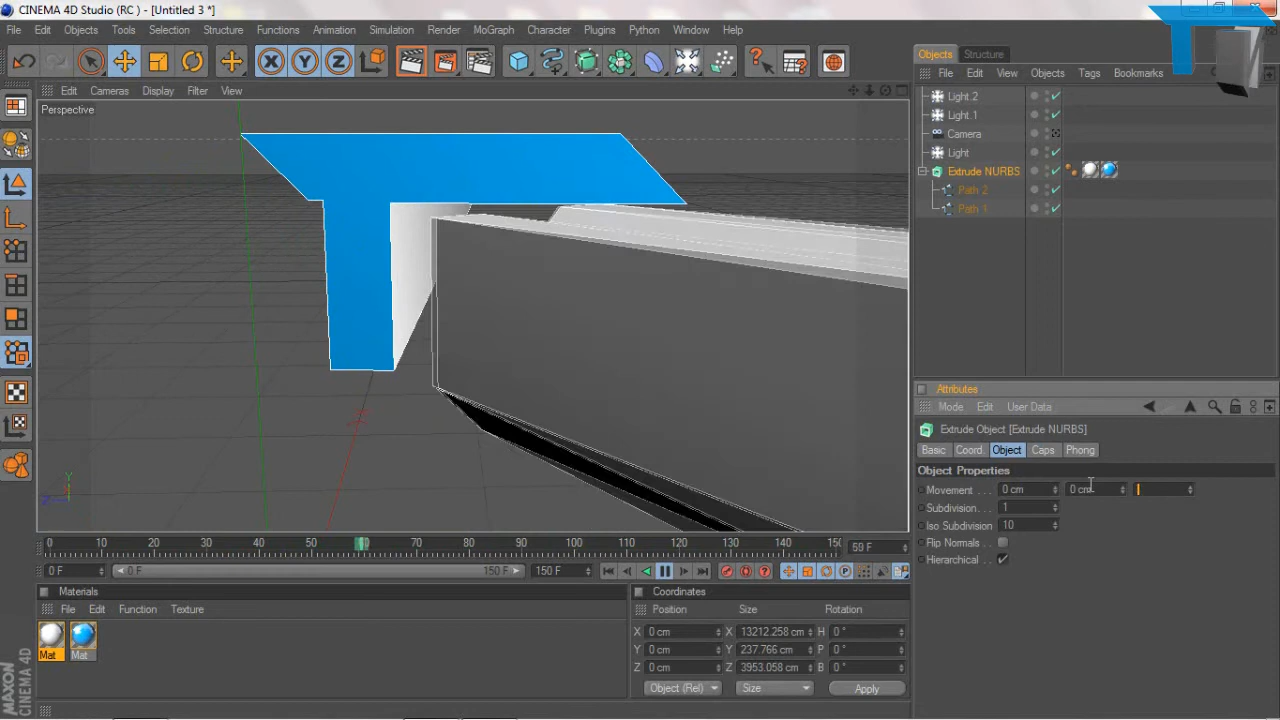 CINEMA 4D Studio (RC ) - [Untitled 3 *]
File Edit Objects Tools Selection Structure Functions Animation Simulation Render MoGraph Character Plugins Python Window Help
Edit Cameras Display Filter View
Perspective
Objects Structure
File Edit View Objects Tags Bookmarks
Light.2
Light.1
Camera
Light
Extrude NURBS
Path 2
Path 1
Attributes
Mode Edit User Data
Extrude Object [Extrude NURBS]
Basic Coord. Object Caps Phong
Object Properties
Movement . . . 0 cm 0 cm
Subdivision . . 1
Iso Subdivision 10
Flip Normals . .
Hierarchical . .
0 10 20 30 40 50 60 70 80 90 100 110 120 130 140 150 59 F
0 F 0 F 150 F 150 F
Materials
File Edit Function Texture
Mat Mat
Coordinates
Position Size Rotation
X 0 cm X 13212.258 cm H 0 °
Y 0 cm Y 237.766 cm P 0 °
Z 0 cm Z 3953.058 cm B 0 °
Object (Rel) Size Apply
MAXON
CINEMA 4D